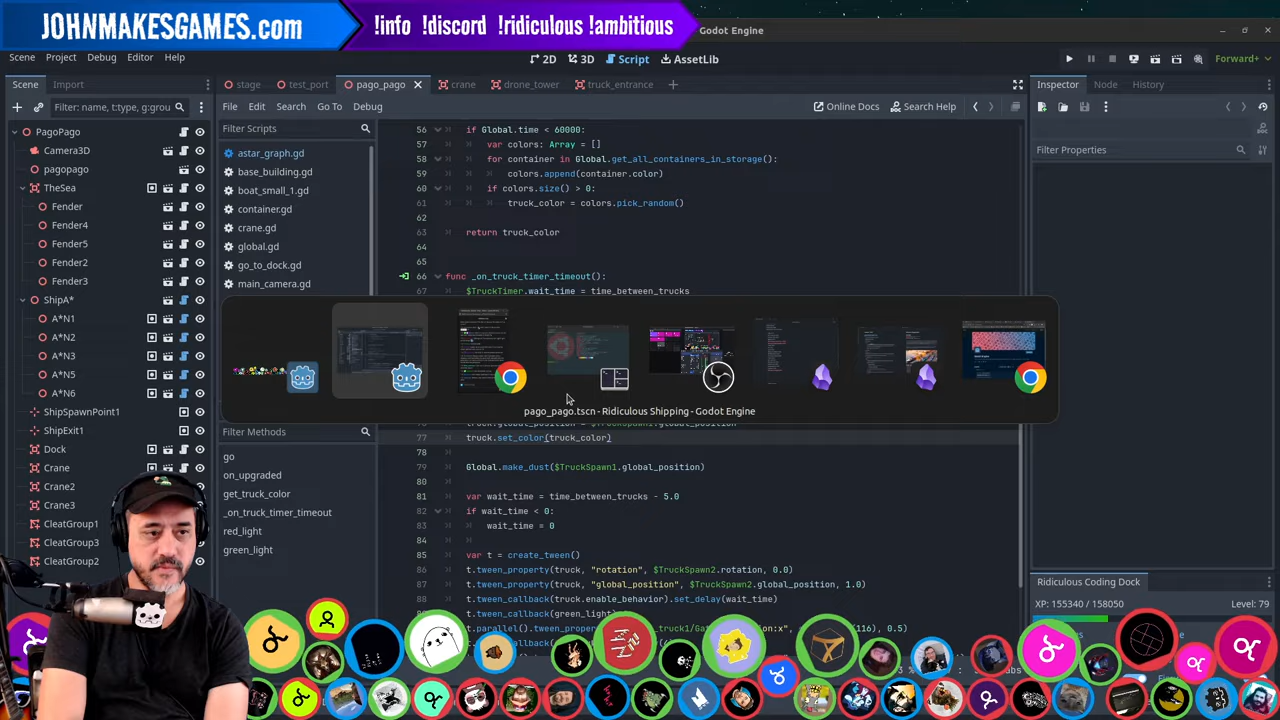 JOHNMAKESGAMES.com
!info !discord !ridiculous !ambitious
Godot Engine
Scene Project Debug Editor Help
2D 3D Script AssetLib
Forward+
Scene Import
stage test_port pago_pago crane drone_tower truck_entrance
Inspector Node History
Filter: name, t:type, g:grou
File Edit Search Go To Debug
Online Docs Search Help
Filter Scripts
Filter Properties
PagoPago
Camera3D
pagopago
TheSea
Fender
Fender4
Fender5
Fender2
Fender3
ShipA*
A*N1
A*N2
A*N3
A*N5
A*N6
ShipSpawnPoint1
ShipExit1
Dock
Crane
Crane2
Crane3
CleatGroup1
CleatGroup3
CleatGroup2
astar_graph.gd
base_building.gd
boat_small_1.gd
container.gd
crane.gd
global.gd
go_to_dock.gd
main_camera.gd
Filter Methods
go
on_upgraded
get_truck_color
_on_truck_timer_timeout
red_light
green_light
56 if Global.time < 60000:
57 var colors: Array = []
58 for container in Global.get_all_containers_in_storage():
59 colors.append(container.color)
60 if colors.size() > 0:
61 truck_color = colors.pick_random()
62
63 return truck_color
64
65
66 func _on_truck_timer_timeout():
67 $TruckTimer.wait_time = time_between_trucks
pago_pago.tscn - Ridiculous Shipping - Godot Engine
77 truck.set_color(truck_color)
78
79 Global.make_dust($TruckSpawn1.global_position)
80
81 var wait_time = time_between_trucks - 5.0
82 if wait_time < 0:
83 wait_time = 0
84
85 var t = create_tween()
86 t.tween_property(truck, "rotation", $TruckSpawn2.rotation, 0.0)
87 t.tween_property(truck, "global_position", $TruckSpawn2.global_position, 1.0)
88 t.tween_callback(truck.enable_behavior).set_delay(wait_time)
t.tween_callback(green_light)
Ridiculous Coding Dock
XP: 155340 / 158050 Level: 79